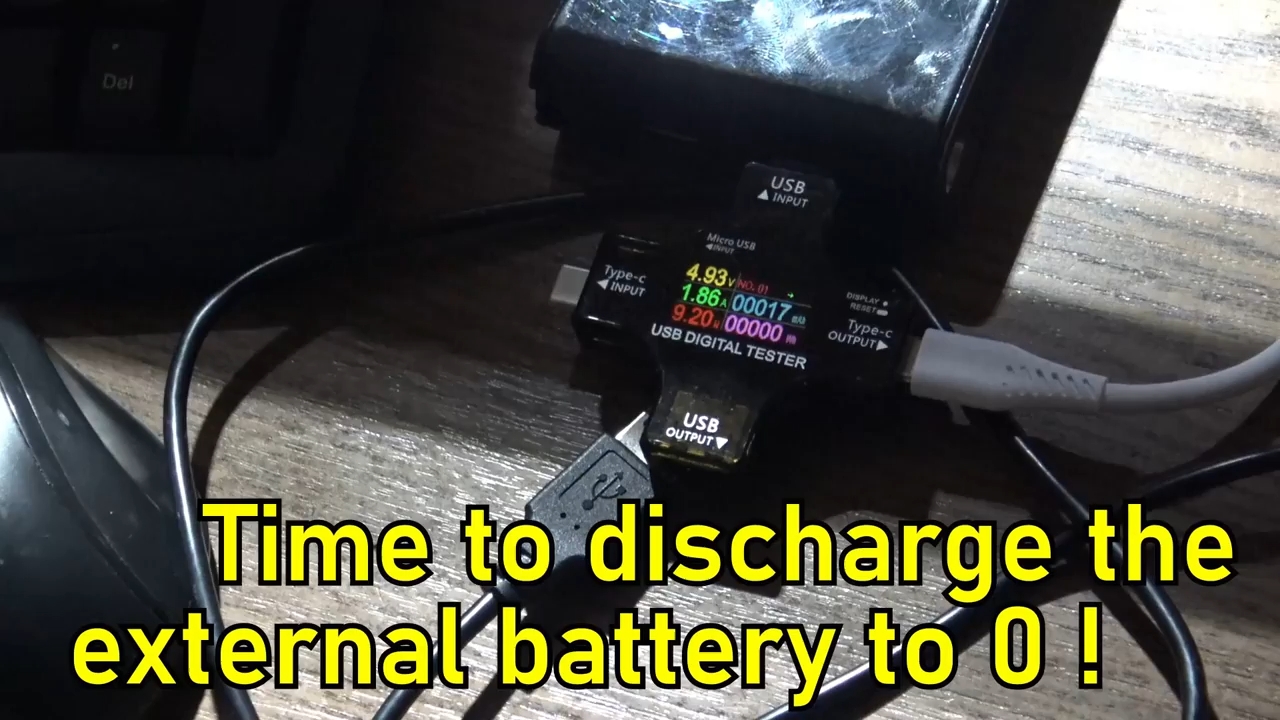 Del
USB
▲ INPUT
Micro USB
◄INPUT
Type-c
◄ INPUT
4.93V NO. 01
1.86A 00017
9.20 00000
DISPLAY
RESET
Type-c
OUTPUT►
USB DIGITAL TESTER
USB
OUTPUT▼
Time to discharge the
external battery to 0 !